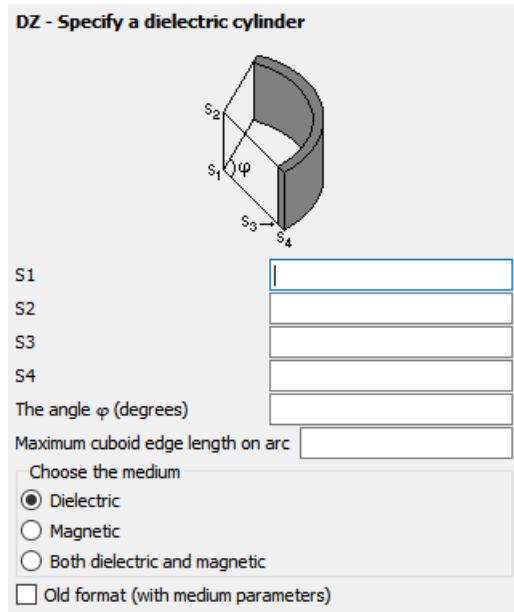 DZ - Specify a dielectric cylinder
S2
S1
φ
S3
S4
S1
S2
S3
S4
The angle φ (degrees)
Maximum cuboid edge length on arc
Choose the medium
Dielectric
Magnetic
Both dielectric and magnetic
Old format (with medium parameters)